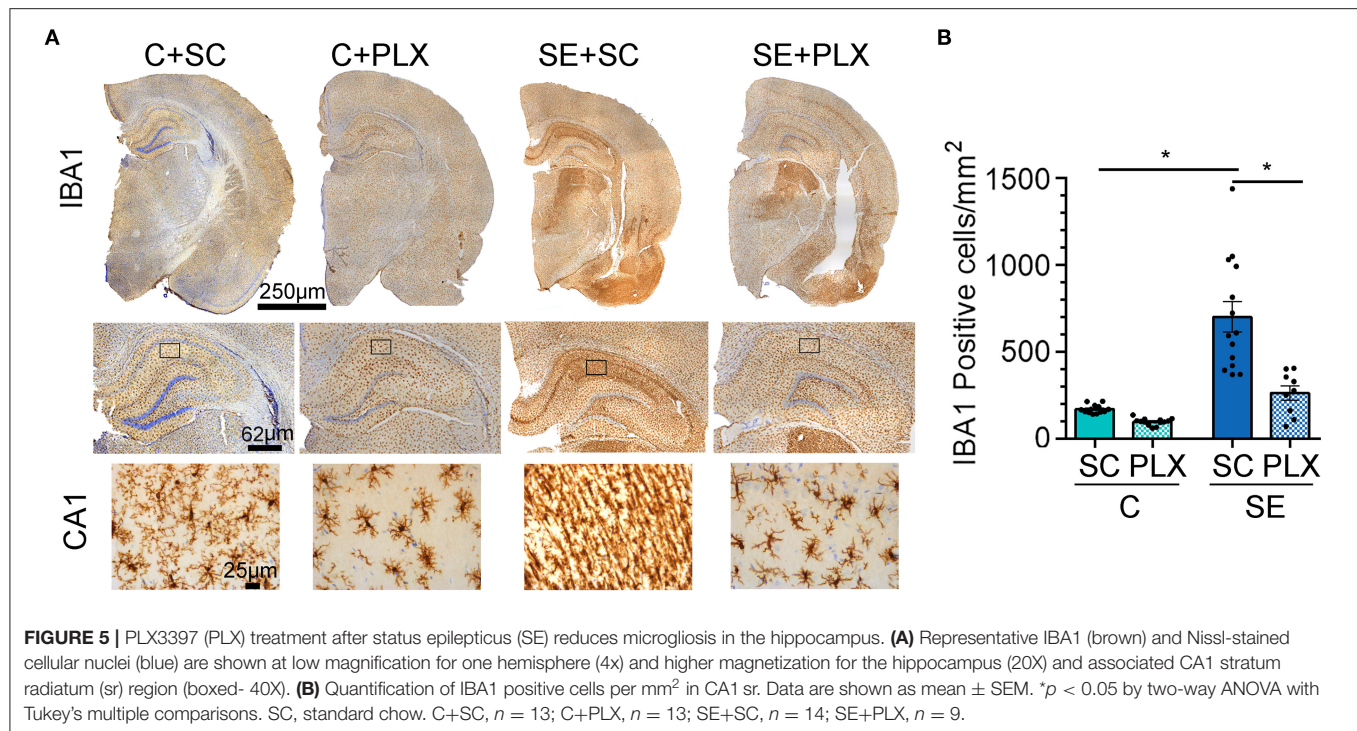 A
C+SC
C+PLX
SE+SC
SE+PLX
IBA1
250µm
62µm
CA1
25µm
B
*
*
IBA1 Positive cells/mm²
1500
1000
500
0
SC PLX
SC PLX
C
SE
FIGURE 5 | PLX3397 (PLX) treatment after status epilepticus (SE) reduces microgliosis in the hippocampus. (A) Representative IBA1 (brown) and Nissl-stained
cellular nuclei (blue) are shown at low magnification for one hemisphere (4x) and higher magnetization for the hippocampus (20X) and associated CA1 stratum
radiatum (sr) region (boxed- 40X). (B) Quantification of IBA1 positive cells per mm² in CA1 sr. Data are shown as mean ± SEM. *p < 0.05 by two-way ANOVA with
Tukey's multiple comparisons. SC, standard chow. C+SC, n = 13; C+PLX, n = 13; SE+SC, n = 14; SE+PLX, n = 9.